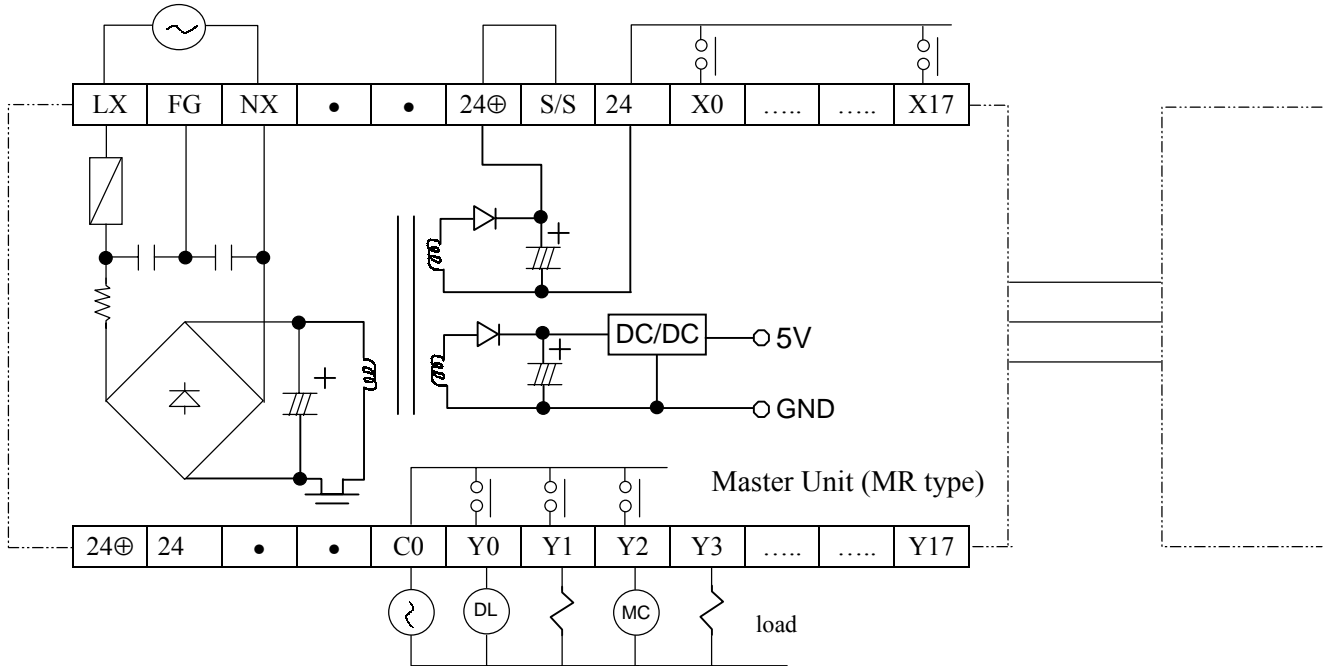 LX FG NX • • 24⊕ S/S 24 X0 ..... ..... X17
+
+
DC/DC 5V
+
GND
Master Unit (MR type)
24⊕ 24 • • C0 Y0 Y1 Y2 Y3 ..... ..... Y17
DL MC load